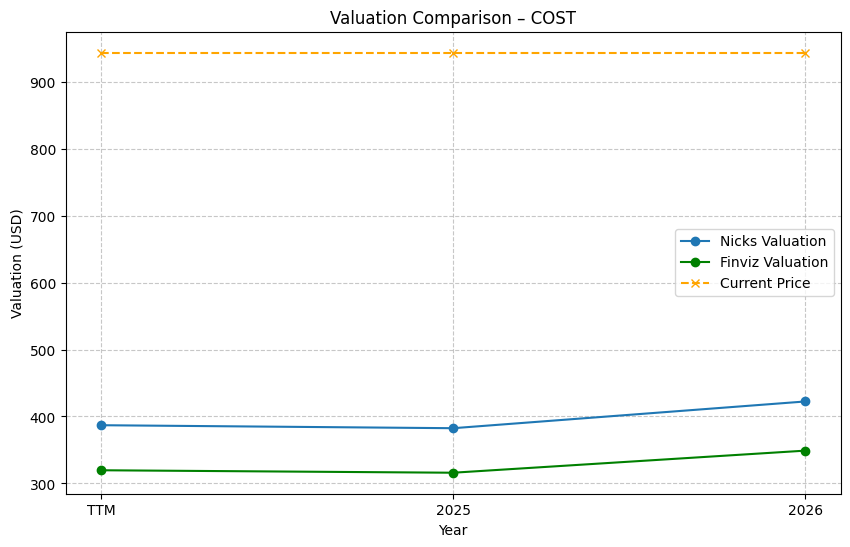 Valuation Comparison – COST
Valuation (USD)
900
800
700
600
500
400
300
Nicks Valuation
Finviz Valuation
Current Price
TTM
2025
2026
Year